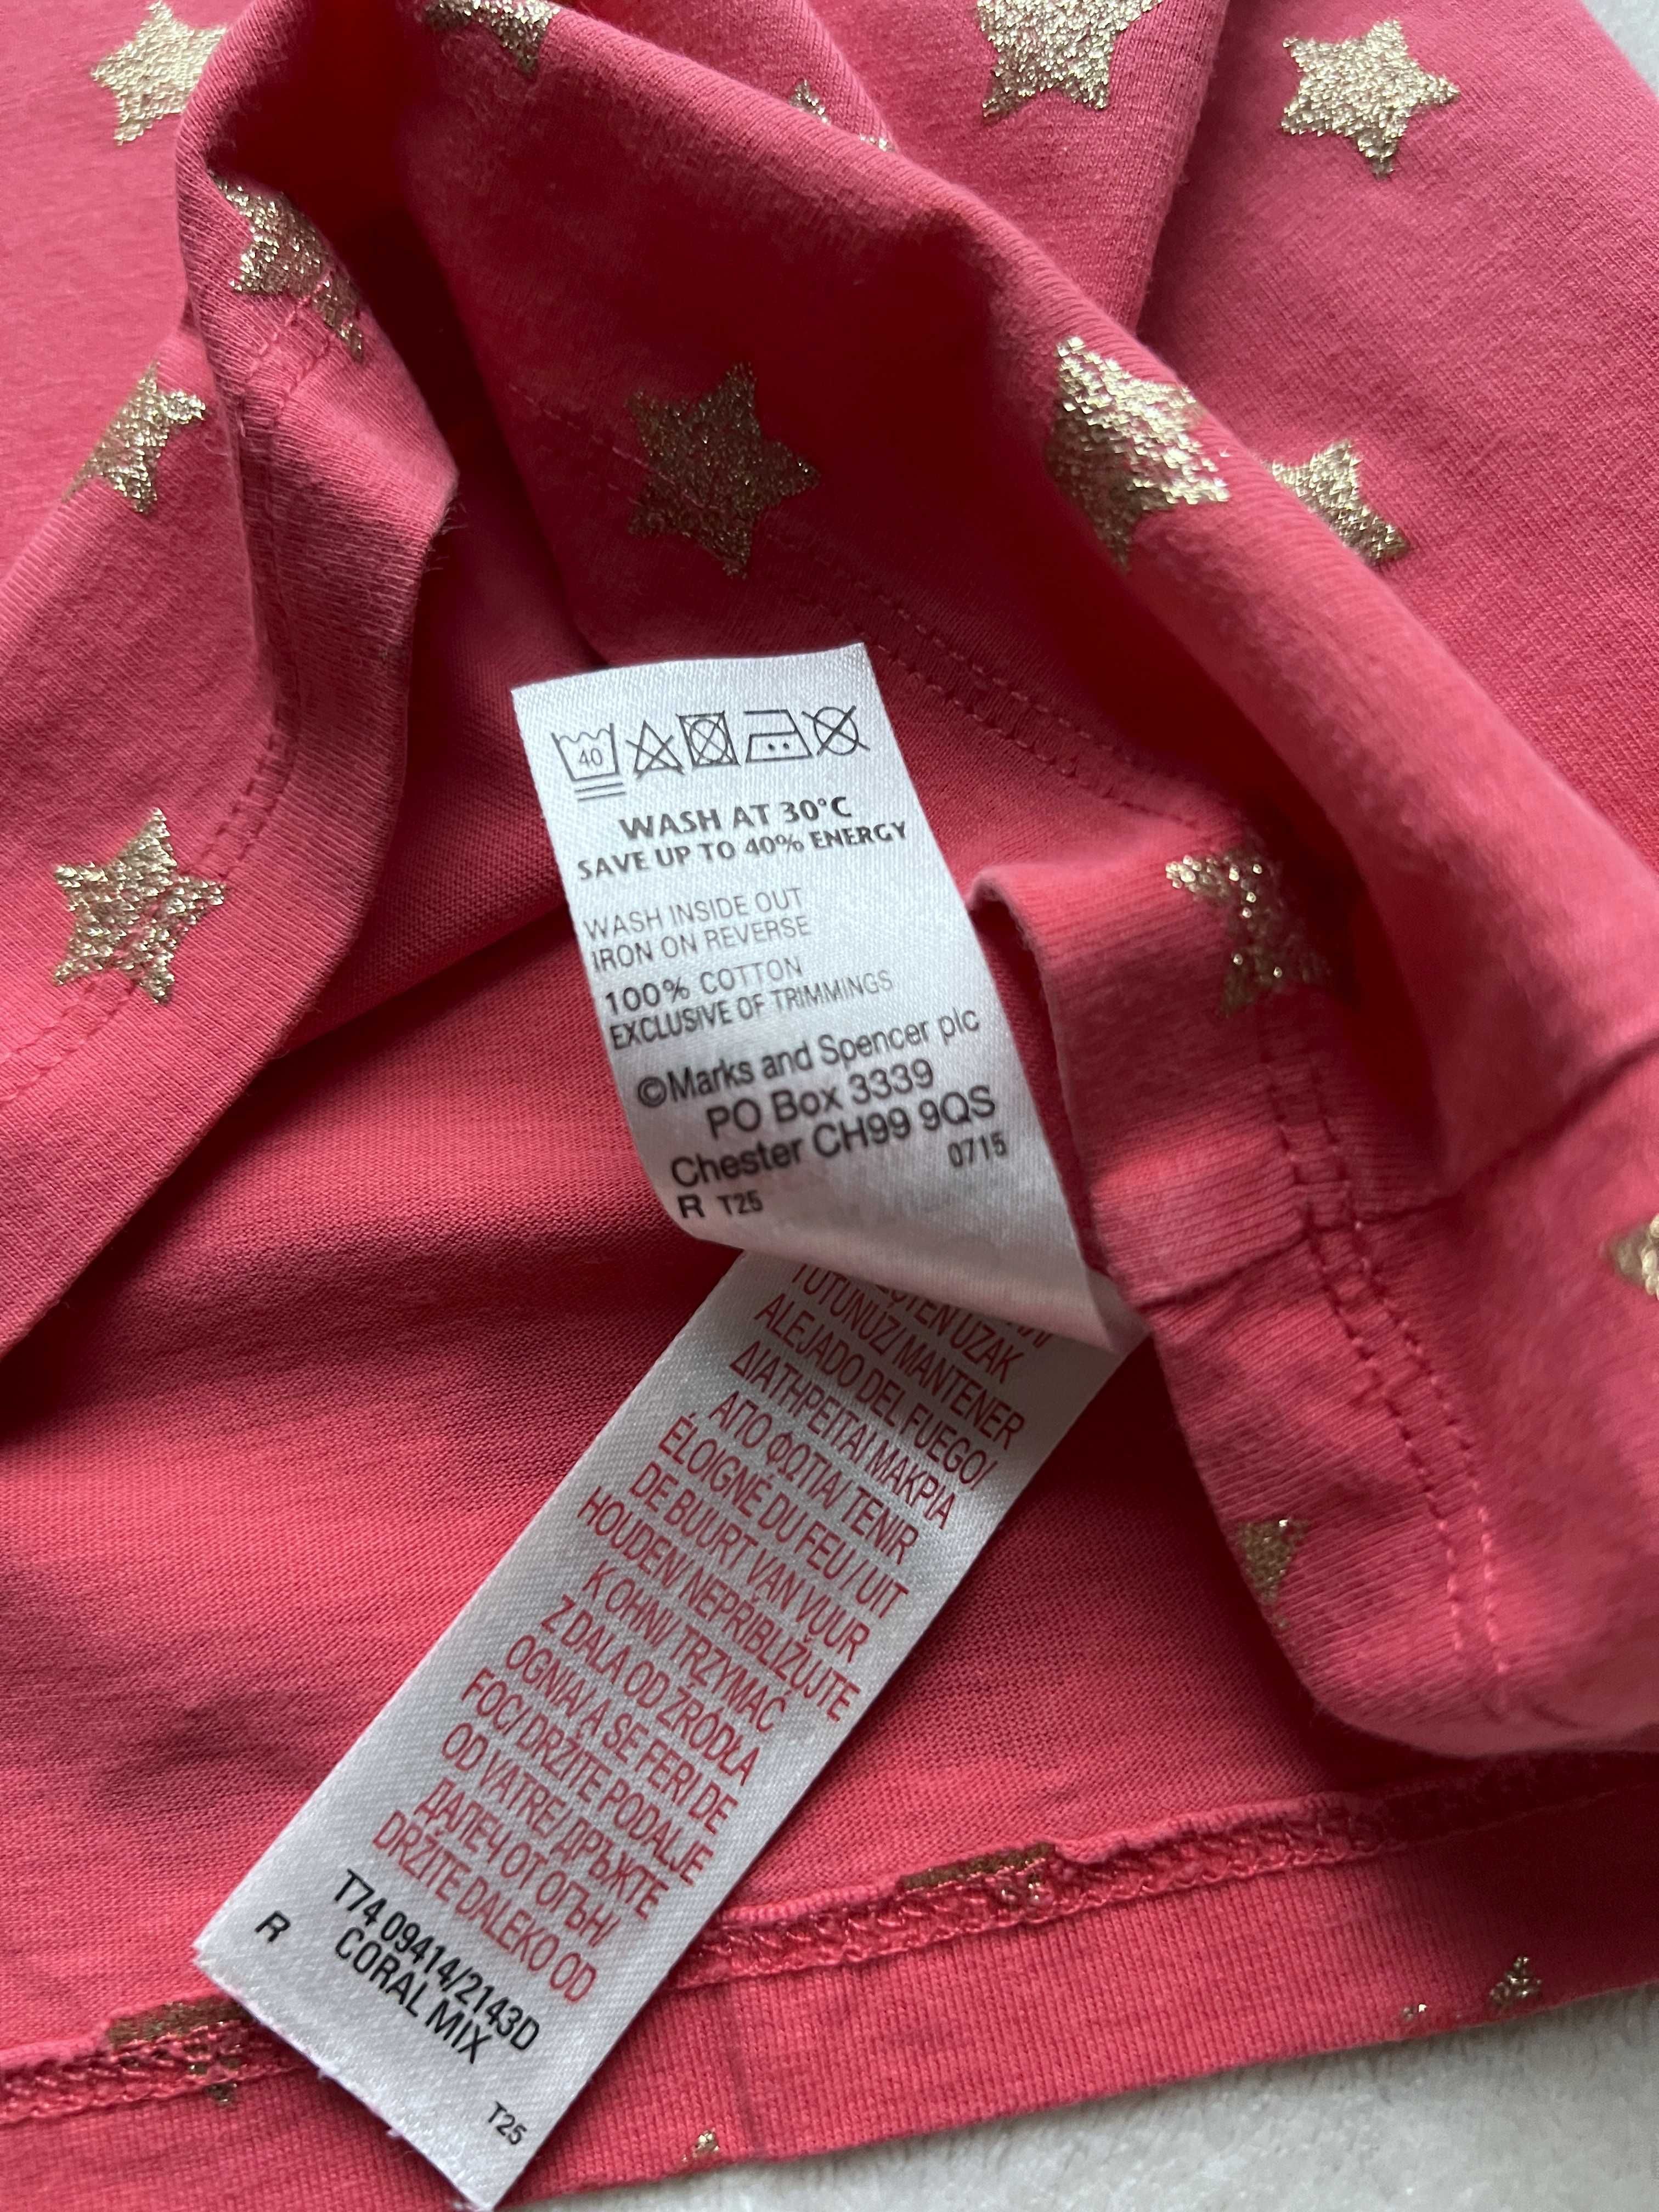 40
WASH AT 30°C
SAVE UP TO 40% ENERGY
WASH INSIDE OUT
IRON ON REVERSE
100% COTTON
EXCLUSIVE OF TRIMMINGS
©Marks and Spencer plc
PO Box 3339
Chester CH99 9QS
0715
R T25
UZAK
TUTUNUZ/ MANTENER
ALEJADO DEL FUEGO/
ΔΙΑΤΗΡΕΙΤΑΙ ΜΑΚΡΙΑ
ΑΠΟ ΦΩΤΙΑ/ TENIR
ÉLOIGNÉ DU FEU / UIT
DE BUURT VAN VUUR
HOUDEN/ NEPŘIBLIŽUJTE
K OHNI/ TRZYMAĆ
Z DALA OD ŹRÓDŁA
OGNIA/ A SE FERI DE
FOC/ DRŽITE PODALJE
OD VATRE/ ДРЪЖТЕ
ДАЛЕЧ ОТ ОГЪН/
DRŽITE DALEKO OD
T74 09414/2143D
R CORAL MIX
T25